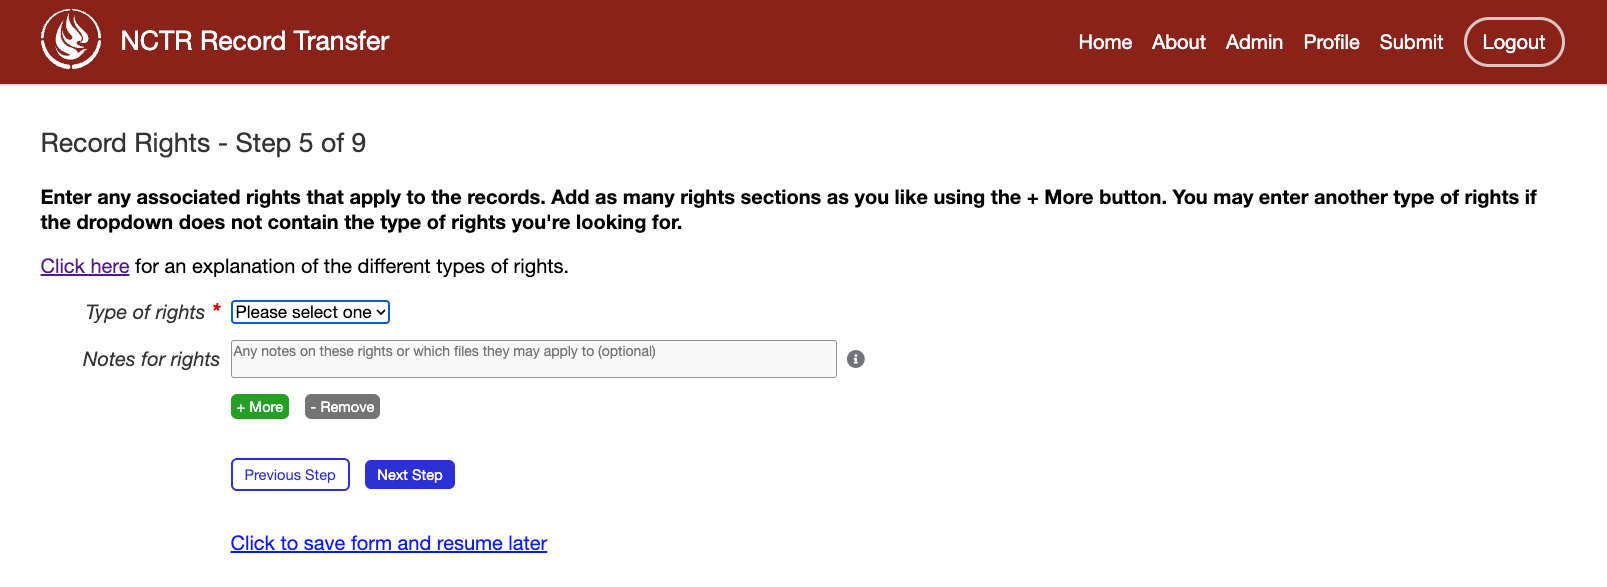 NCTR Record Transfer
Home About Admin Profile Submit Logout
Record Rights - Step 5 of 9
Enter any associated rights that apply to the records. Add as many rights sections as you like using the + More button. You may enter another type of rights if
the dropdown does not contain the type of rights you're looking for.
Click here for an explanation of the different types of rights.
Type of rights * Please select one
Notes for rights Any notes on these rights or which files they may apply to (optional)
+ More - Remove
Previous Step Next Step
Click to save form and resume later